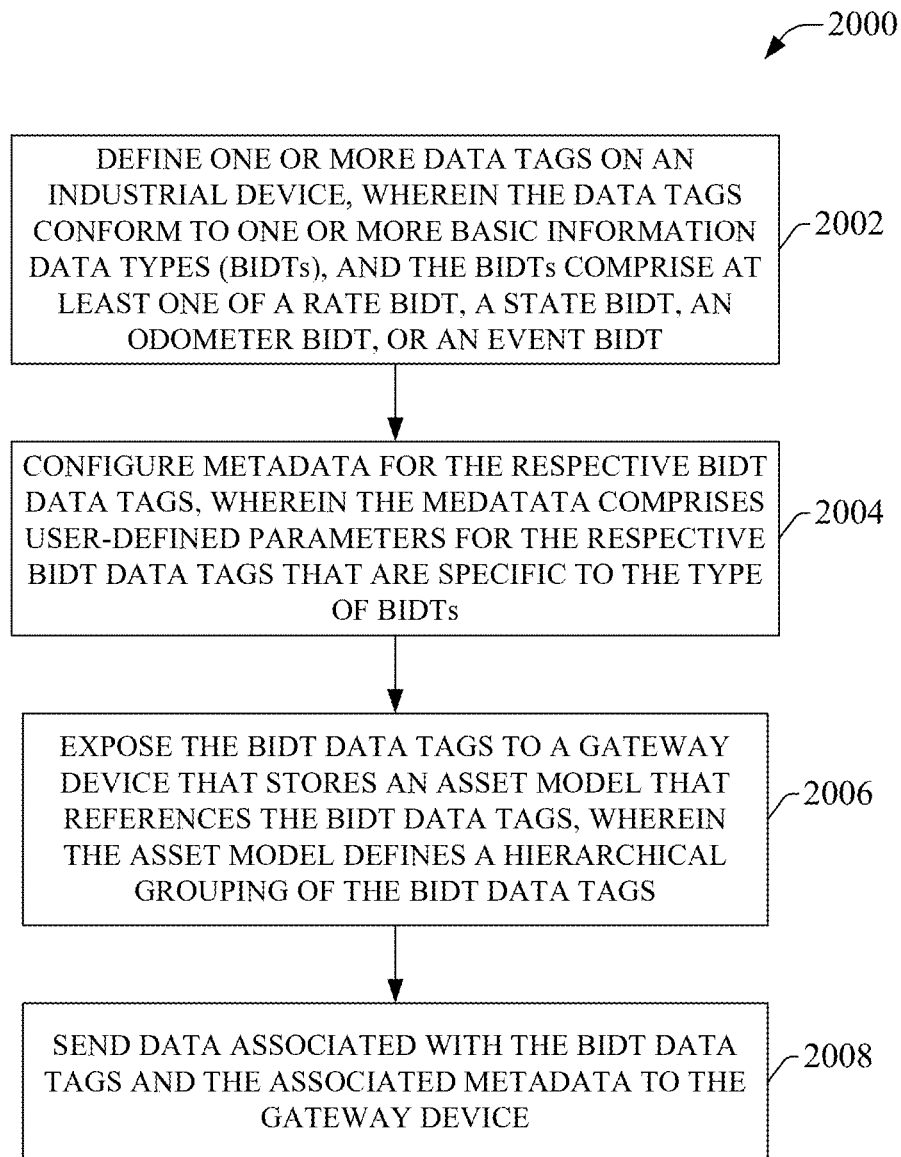 2000
DEFINE ONE OR MORE DATA TAGS ON AN
INDUSTRIAL DEVICE, WHEREIN THE DATA TAGS
CONFORM TO ONE OR MORE BASIC INFORMATION
DATA TYPES (BIDTs), AND THE BIDTs COMPRISE AT
LEAST ONE OF A RATE BIDT, A STATE BIDT, AN
ODOMETER BIDT, OR AN EVENT BIDT
2002
CONFIGURE METADATA FOR THE RESPECTIVE BIDT
DATA TAGS, WHEREIN THE MEDATATA COMPRISES
USER-DEFINED PARAMETERS FOR THE RESPECTIVE
BIDT DATA TAGS THAT ARE SPECIFIC TO THE TYPE
OF BIDTs
2004
EXPOSE THE BIDT DATA TAGS TO A GATEWAY
DEVICE THAT STORES AN ASSET MODEL THAT
REFERENCES THE BIDT DATA TAGS, WHEREIN
THE ASSET MODEL DEFINES A HIERARCHICAL
GROUPING OF THE BIDT DATA TAGS
2006
SEND DATA ASSOCIATED WITH THE BIDT DATA
TAGS AND THE ASSOCIATED METADATA TO THE
GATEWAY DEVICE
2008